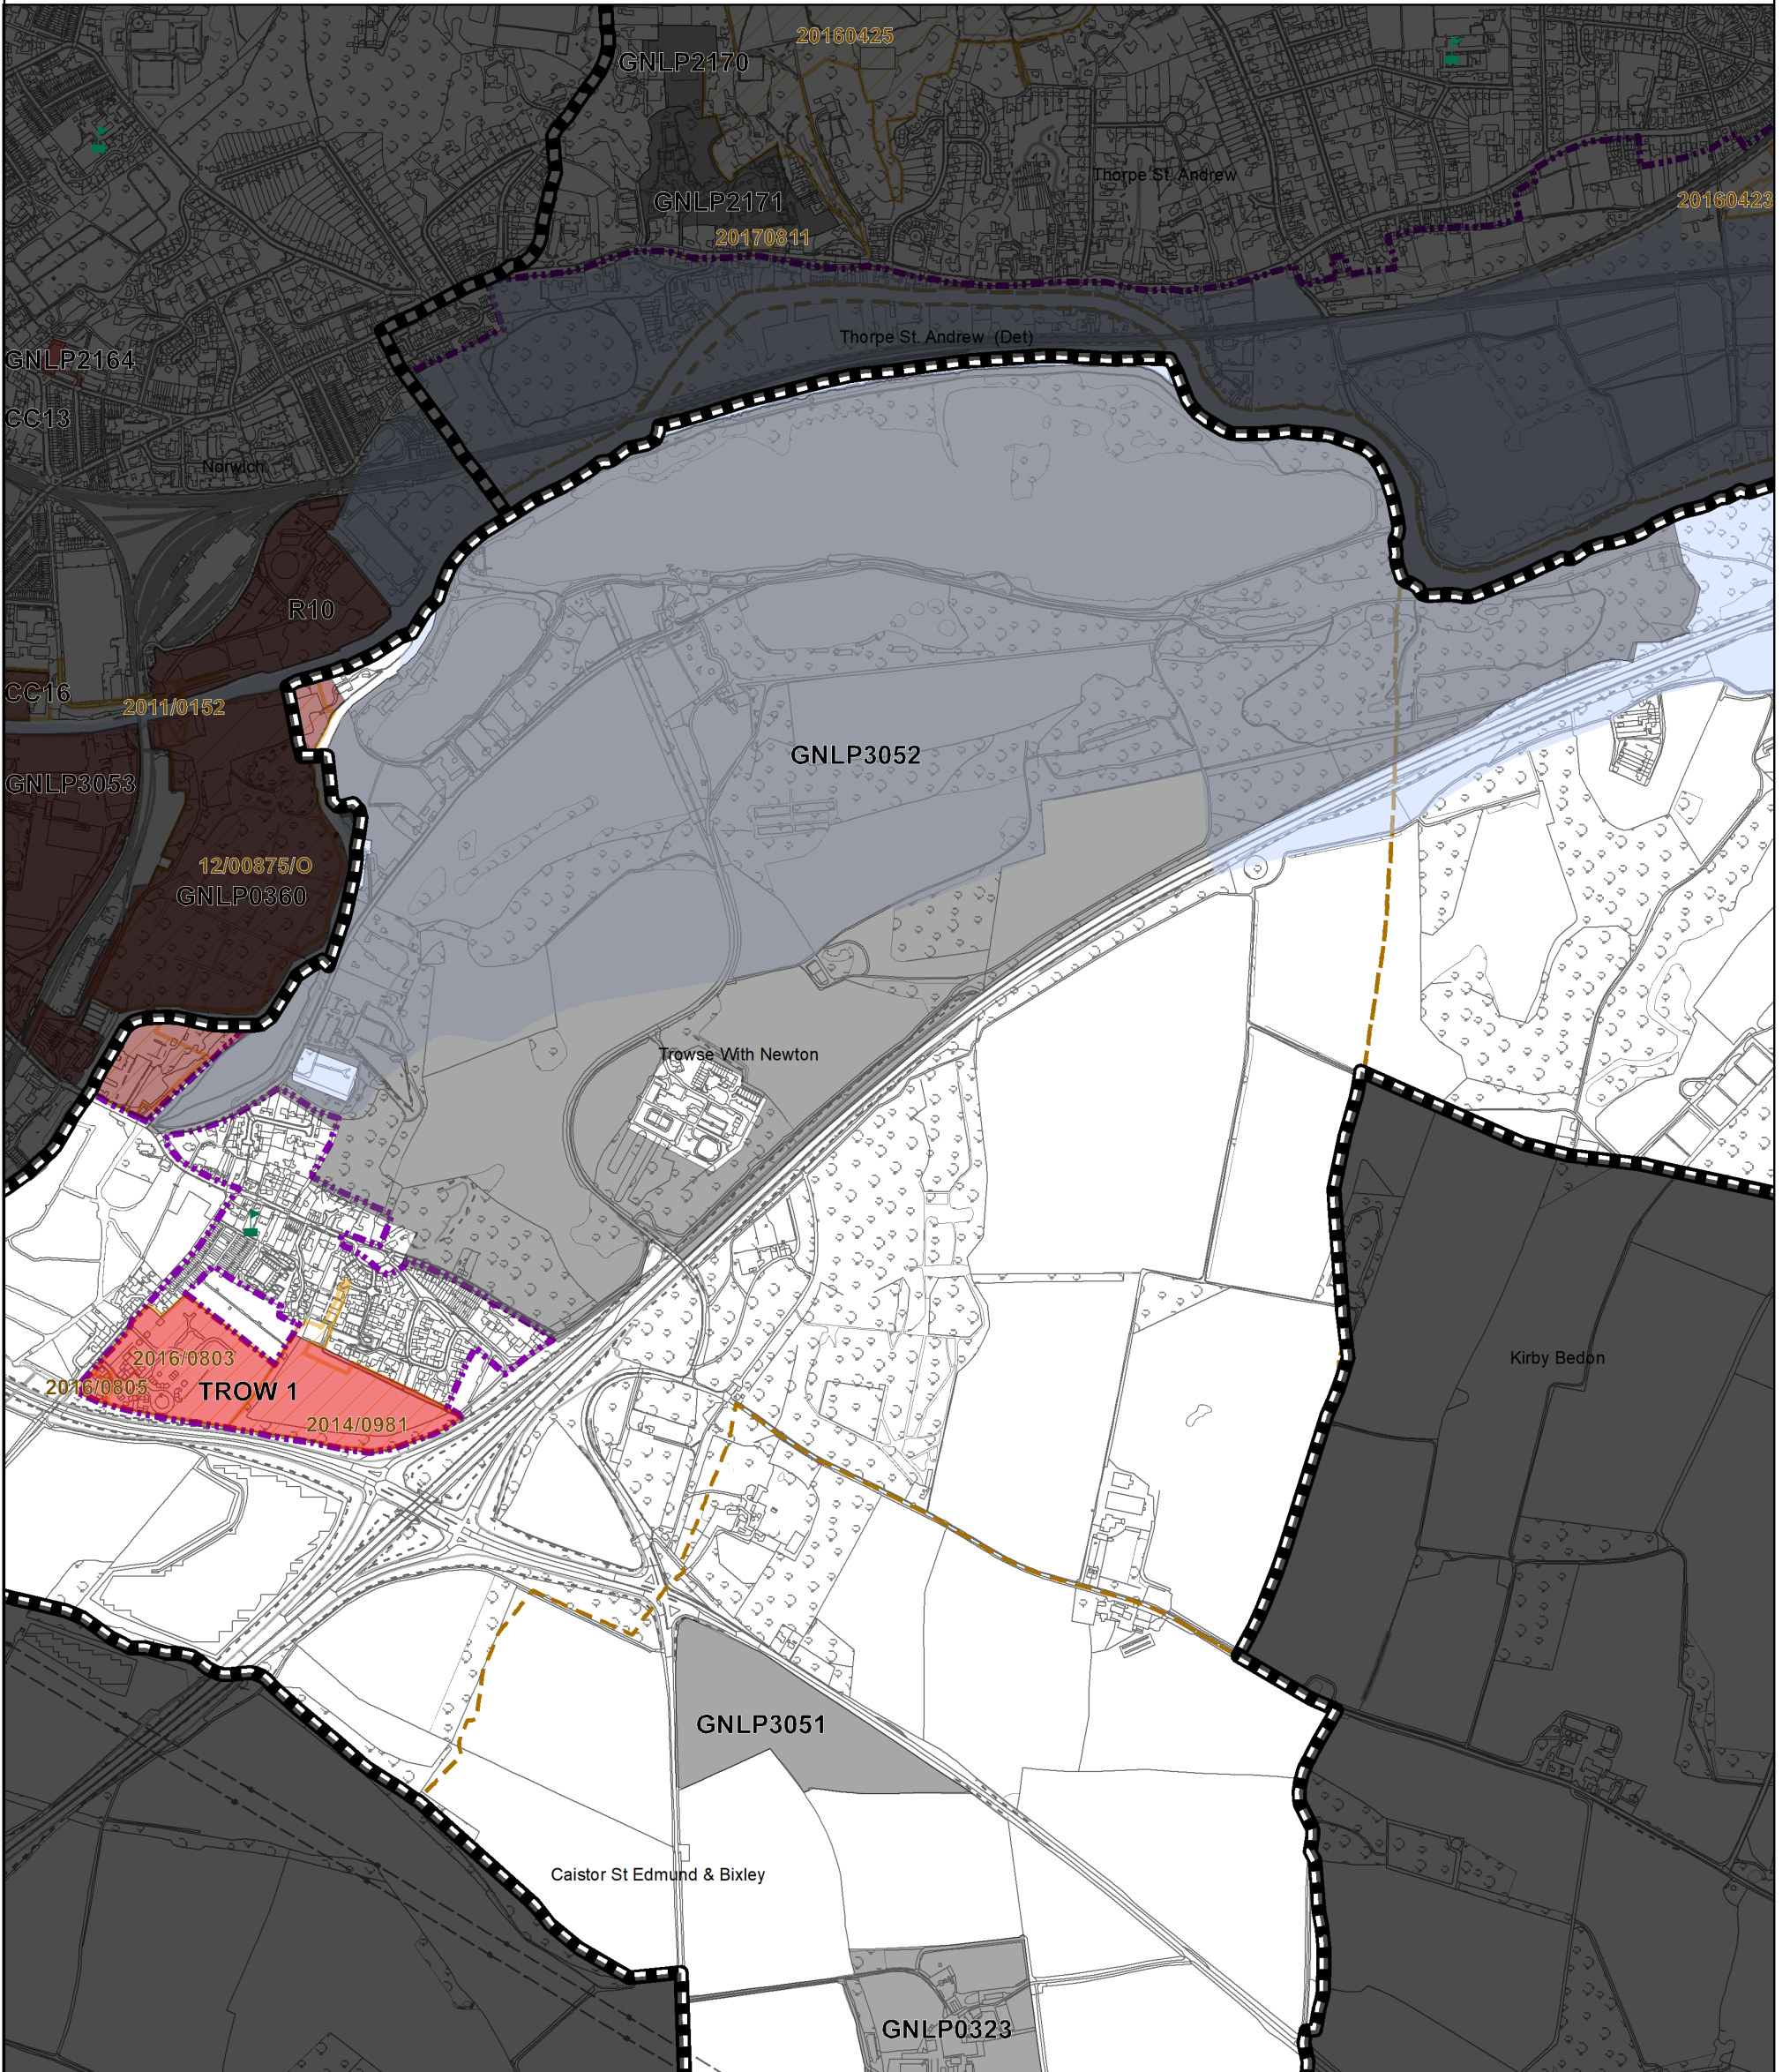 20160425
GNLP2170
Thorpe St. Andrew
GNLP2171
20160423
20170811
Thorpe St. Andrew (Det)
GNLP2164
CC13
Norwich
R10
CC16
2011/0152
GNLP3052
GNLP3053
12/00875/O
GNLP0360
Trowse With Newton
2016/0803
Kirby Bedon
2016/0805
TROW 1
2014/0981
GNLP3051
Caistor St Edmund & Bixley
GNLP0323